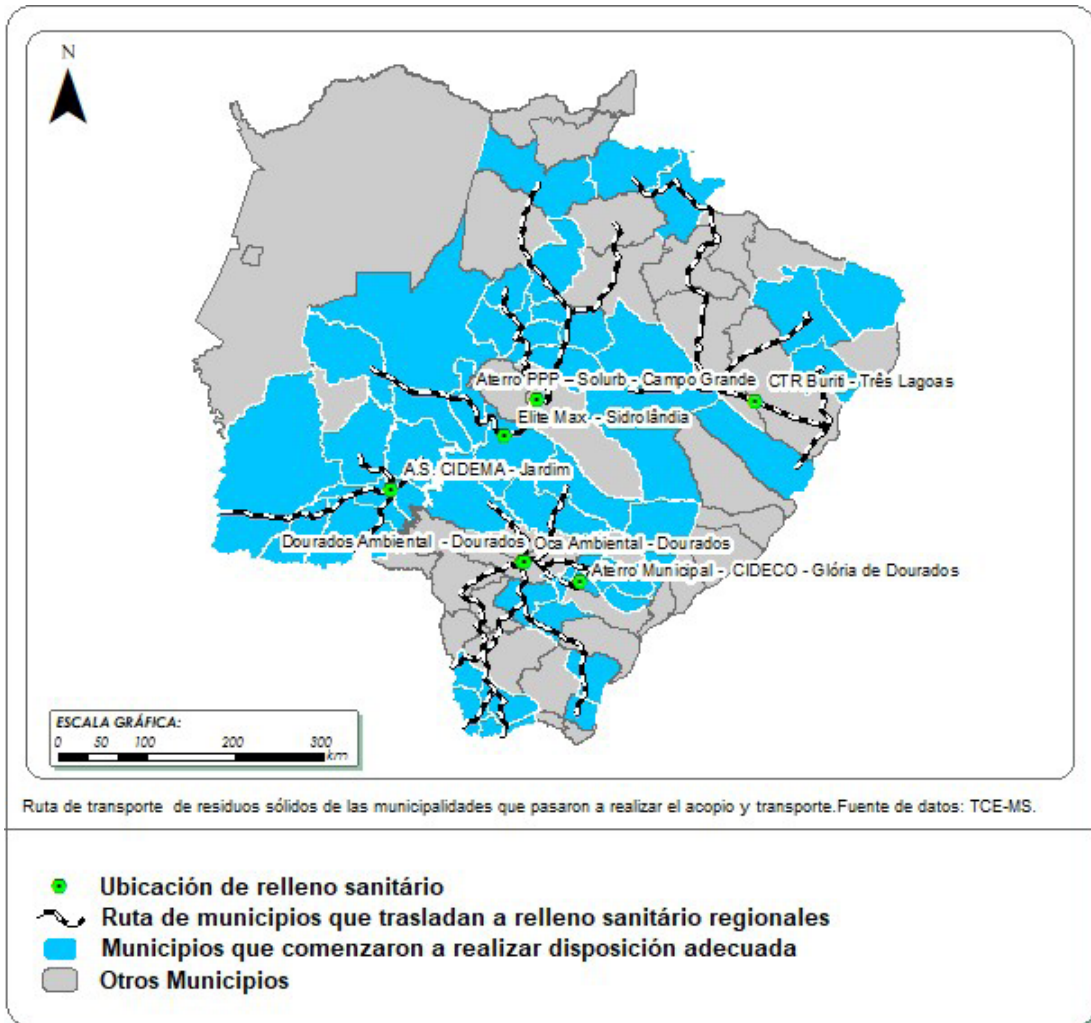 N
Aterro PPP – Solurb - Campo Grande
CTR Buriti - Três Lagoas
Elite Max - Sidrolândia
A.S. CIDEMA - Jardim
Dourados Ambiental - Dourados
Oca Ambiental - Dourados
Aterro Municipal - CIDECO - Glória de Dourados
ESCALA GRÁFICA:
0 50 100 200 300
km
Ruta de transporte de residuos sólidos de las municipalidades que pasaron a realizar el acopio y transporte.Fuente de datos: TCE-MS.
Ubicación de relleno sanitário
Ruta de municipios que trasladan a relleno sanitário regionales
Municipios que comenzaron a realizar disposición adecuada
Otros Municipios